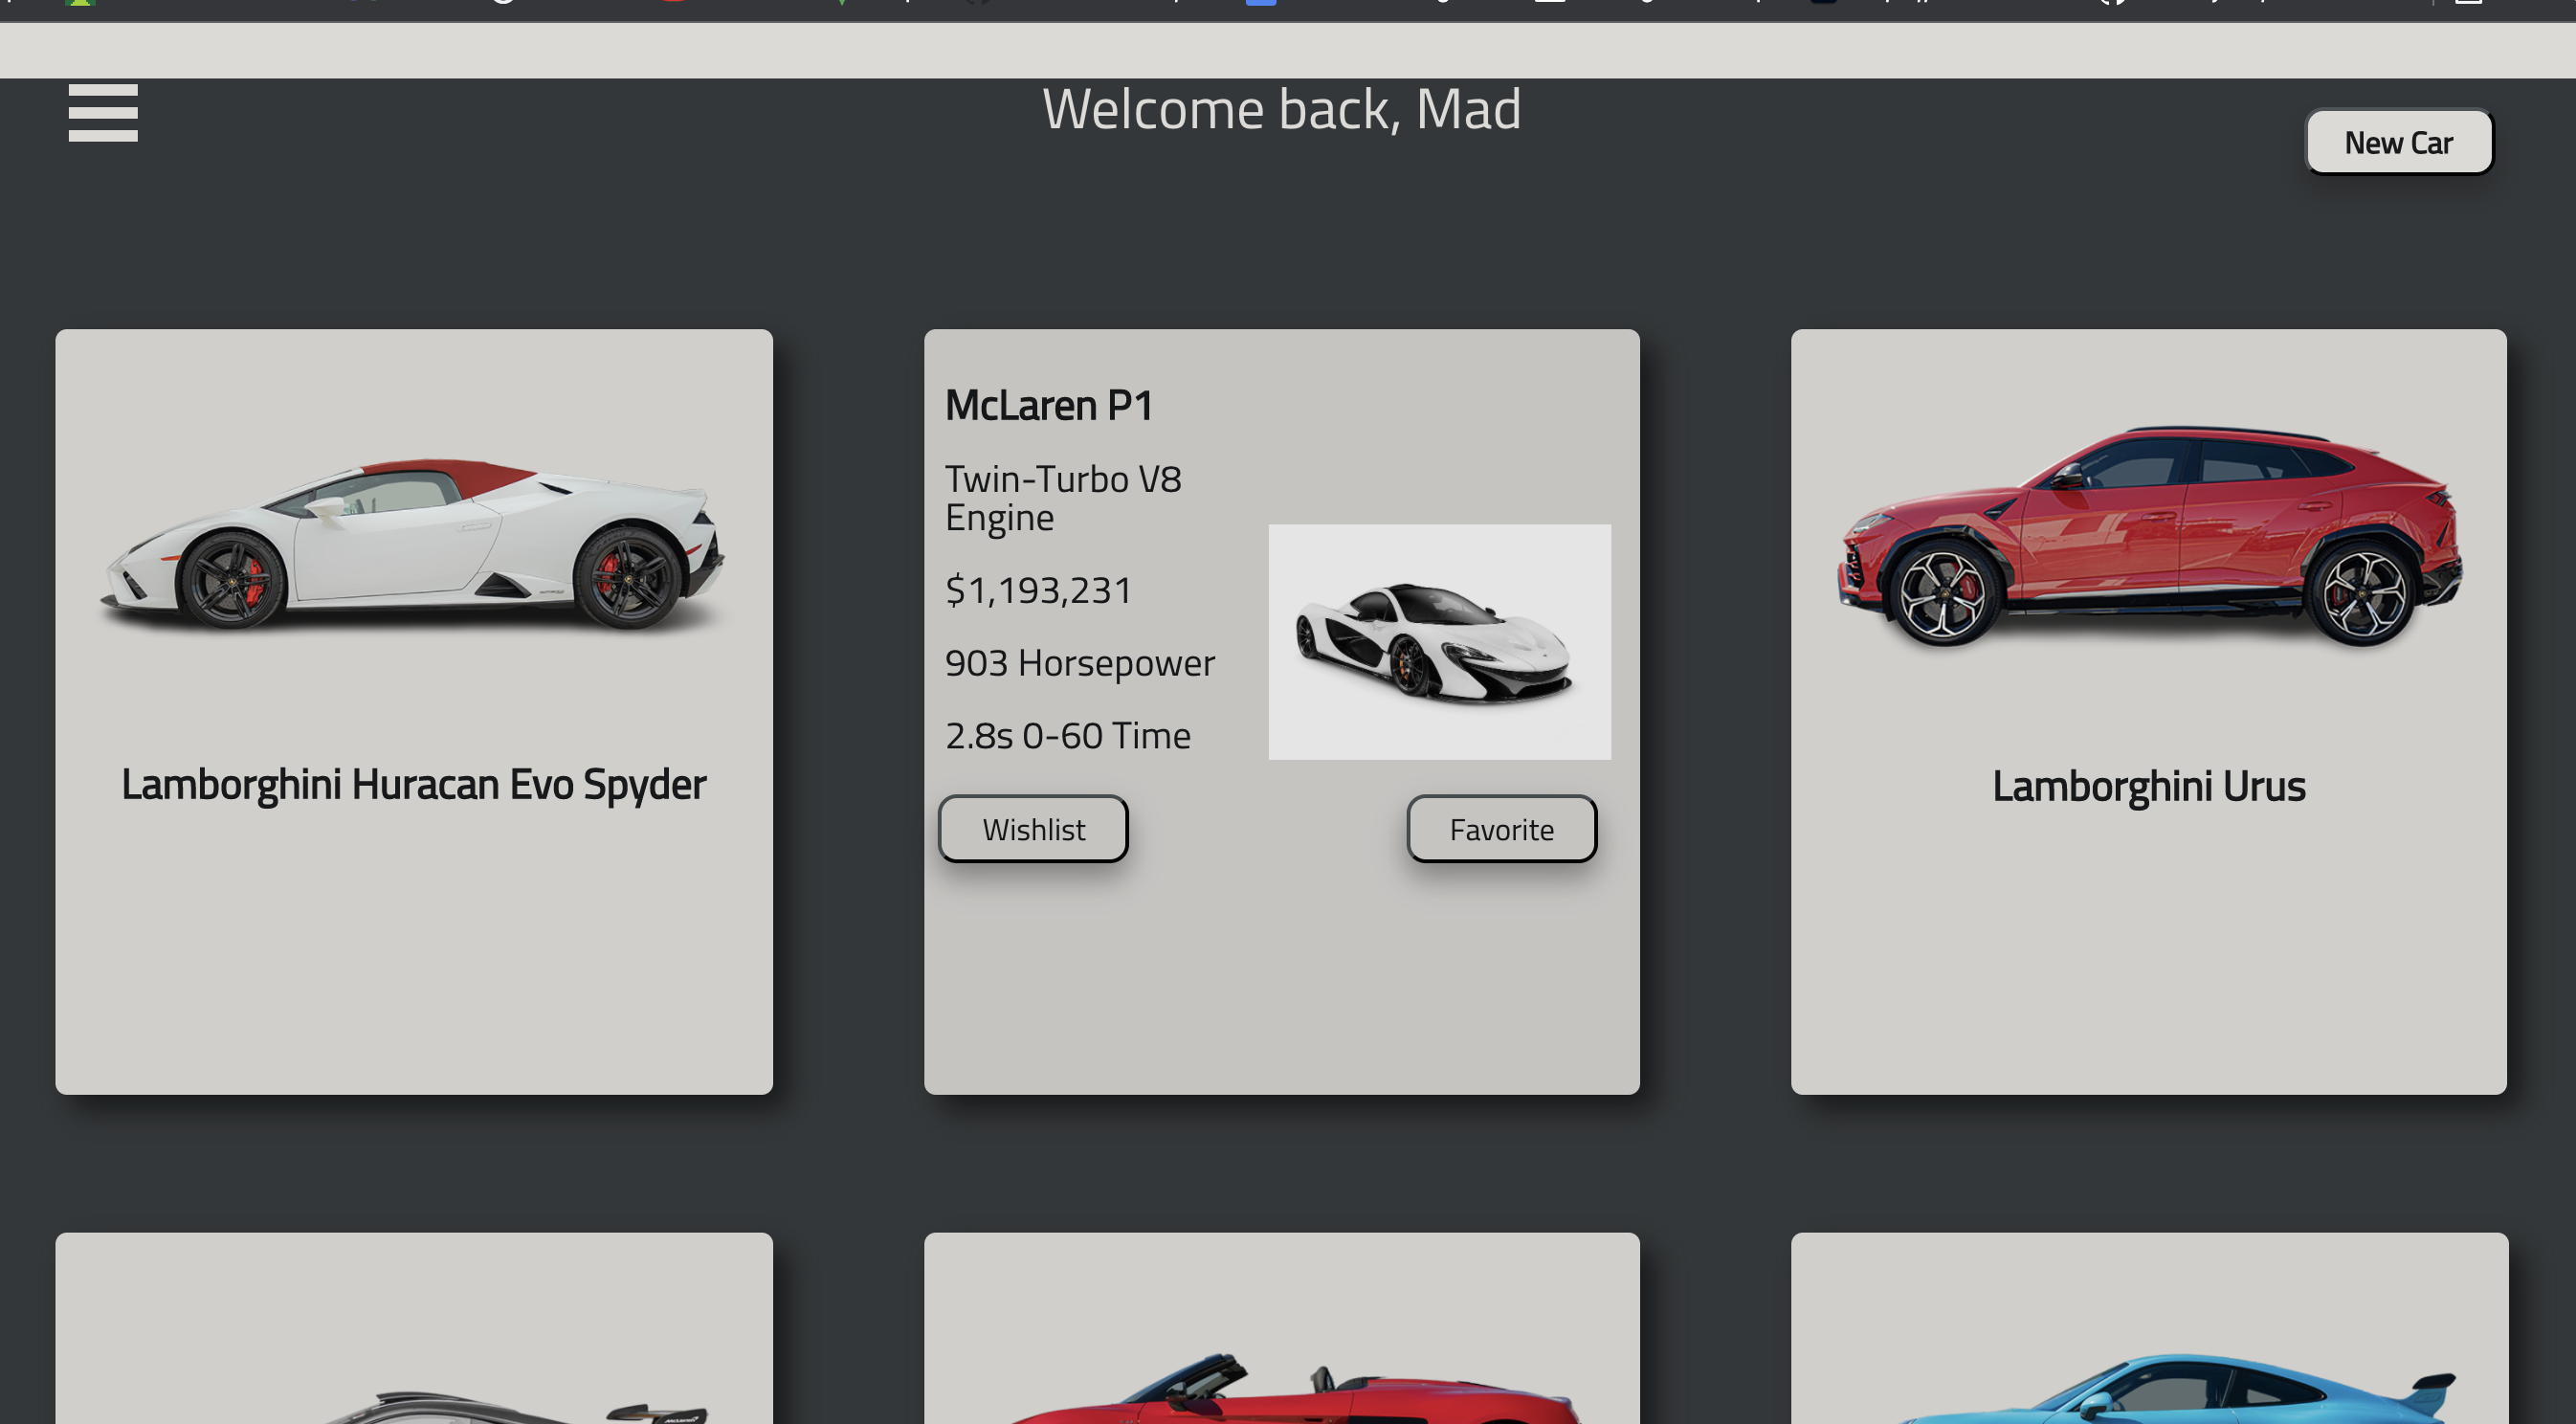 Welcome back, Mad
New Car
McLaren P1
Twin-Turbo V8
Engine
$1,193,231
903 Horsepower
2.8s 0-60 Time
Wishlist
Favorite
Lamborghini Huracan Evo Spyder
Lamborghini Urus